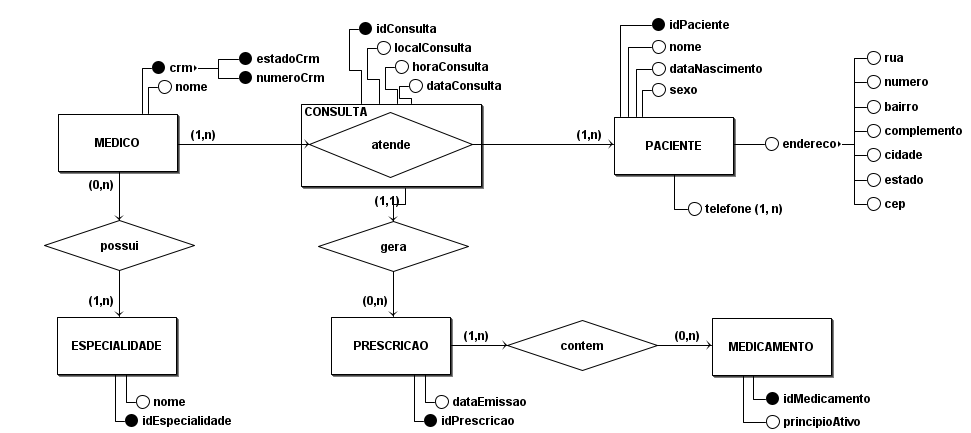 idConsulta
localConsulta
horaConsulta
dataConsulta
idPaciente
nome
dataNascimento
sexo
estadoCrm
crm
numeroCrm
nome
rua
numero
bairro
complemento
cidade
estado
cep
CONSULTA
MEDICO
(1,n)
atende
(1,n)
PACIENTE
endereco
(0,n)
(1,1)
telefone (1, n)
possui
gera
(1,n)
(0,n)
ESPECIALIDADE
PRESCRICAO
(1,n)
contem
(0,n)
MEDICAMENTO
nome
idEspecialidade
dataEmissao
idPrescricao
idMedicamento
principioAtivo